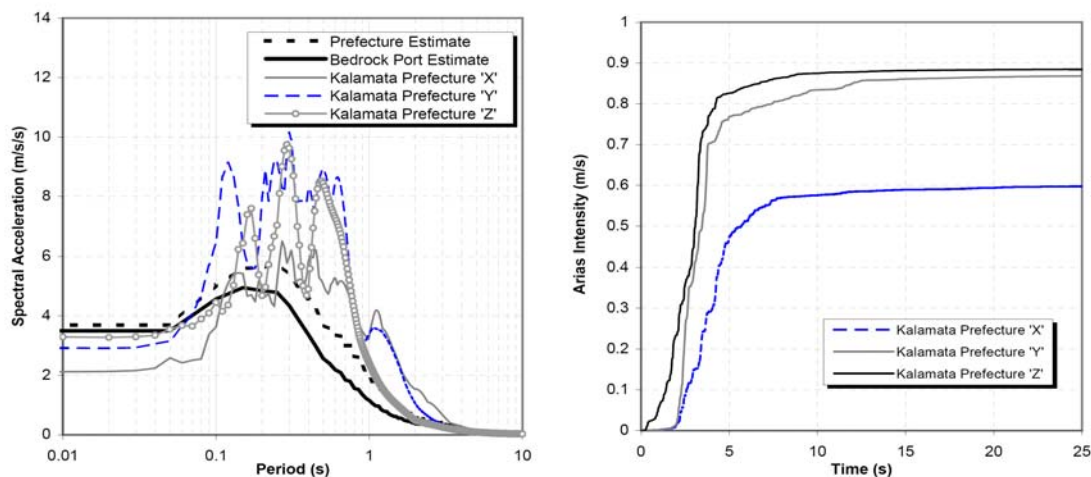 14
12
10
8
6
4
2
0
Spectral Acceleration (m/s/s)
Prefecture Estimate
Bedrock Port Estimate
Kalamata Prefecture 'X'
Kalamata Prefecture 'Y'
Kalamata Prefecture 'Z'
0.01
0.1
1
10
Period (s)
1
0.9
0.8
0.7
0.6
0.5
0.4
0.3
0.2
0.1
0
Arias Intensity (m/s)
Kalamata Prefecture 'X'
Kalamata Prefecture 'Y'
Kalamata Prefecture 'Z'
0
5
10
15
20
25
Time (s)